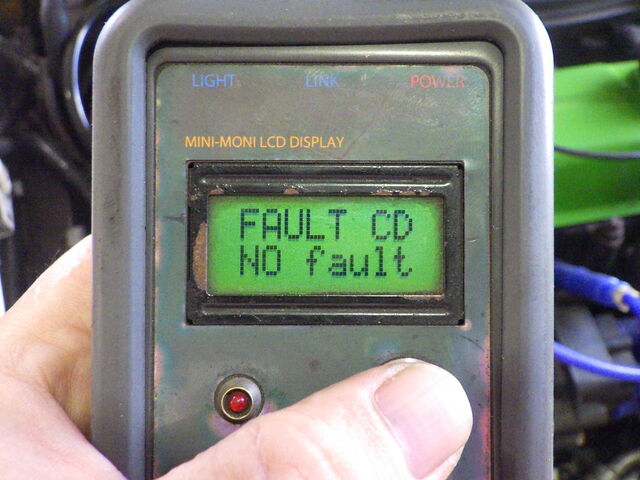 LIGHT LINK POWER
MINI-MONI LCD DISPLAY
FAULT CD
NO fault